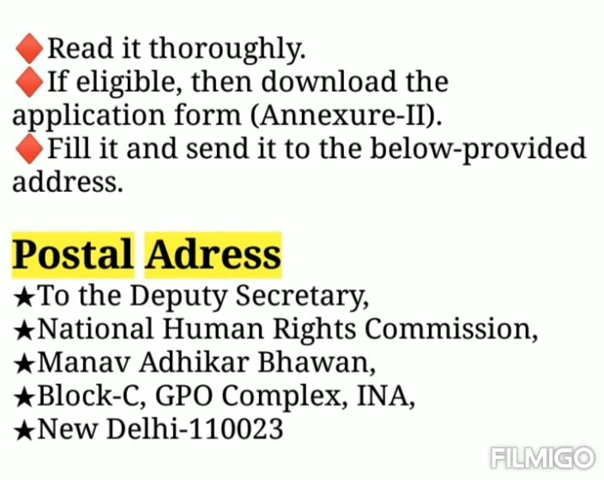 ♦Read it thoroughly.
♦If eligible, then download the
application form (Annexure-II).
♦Fill it and send it to the below-provided
address.
Postal Adress
★To the Deputy Secretary,
★National Human Rights Commission,
★Manav Adhikar Bhawan,
★Block-C, GPO Complex, INA,
★New Delhi-110023
FILMIGO